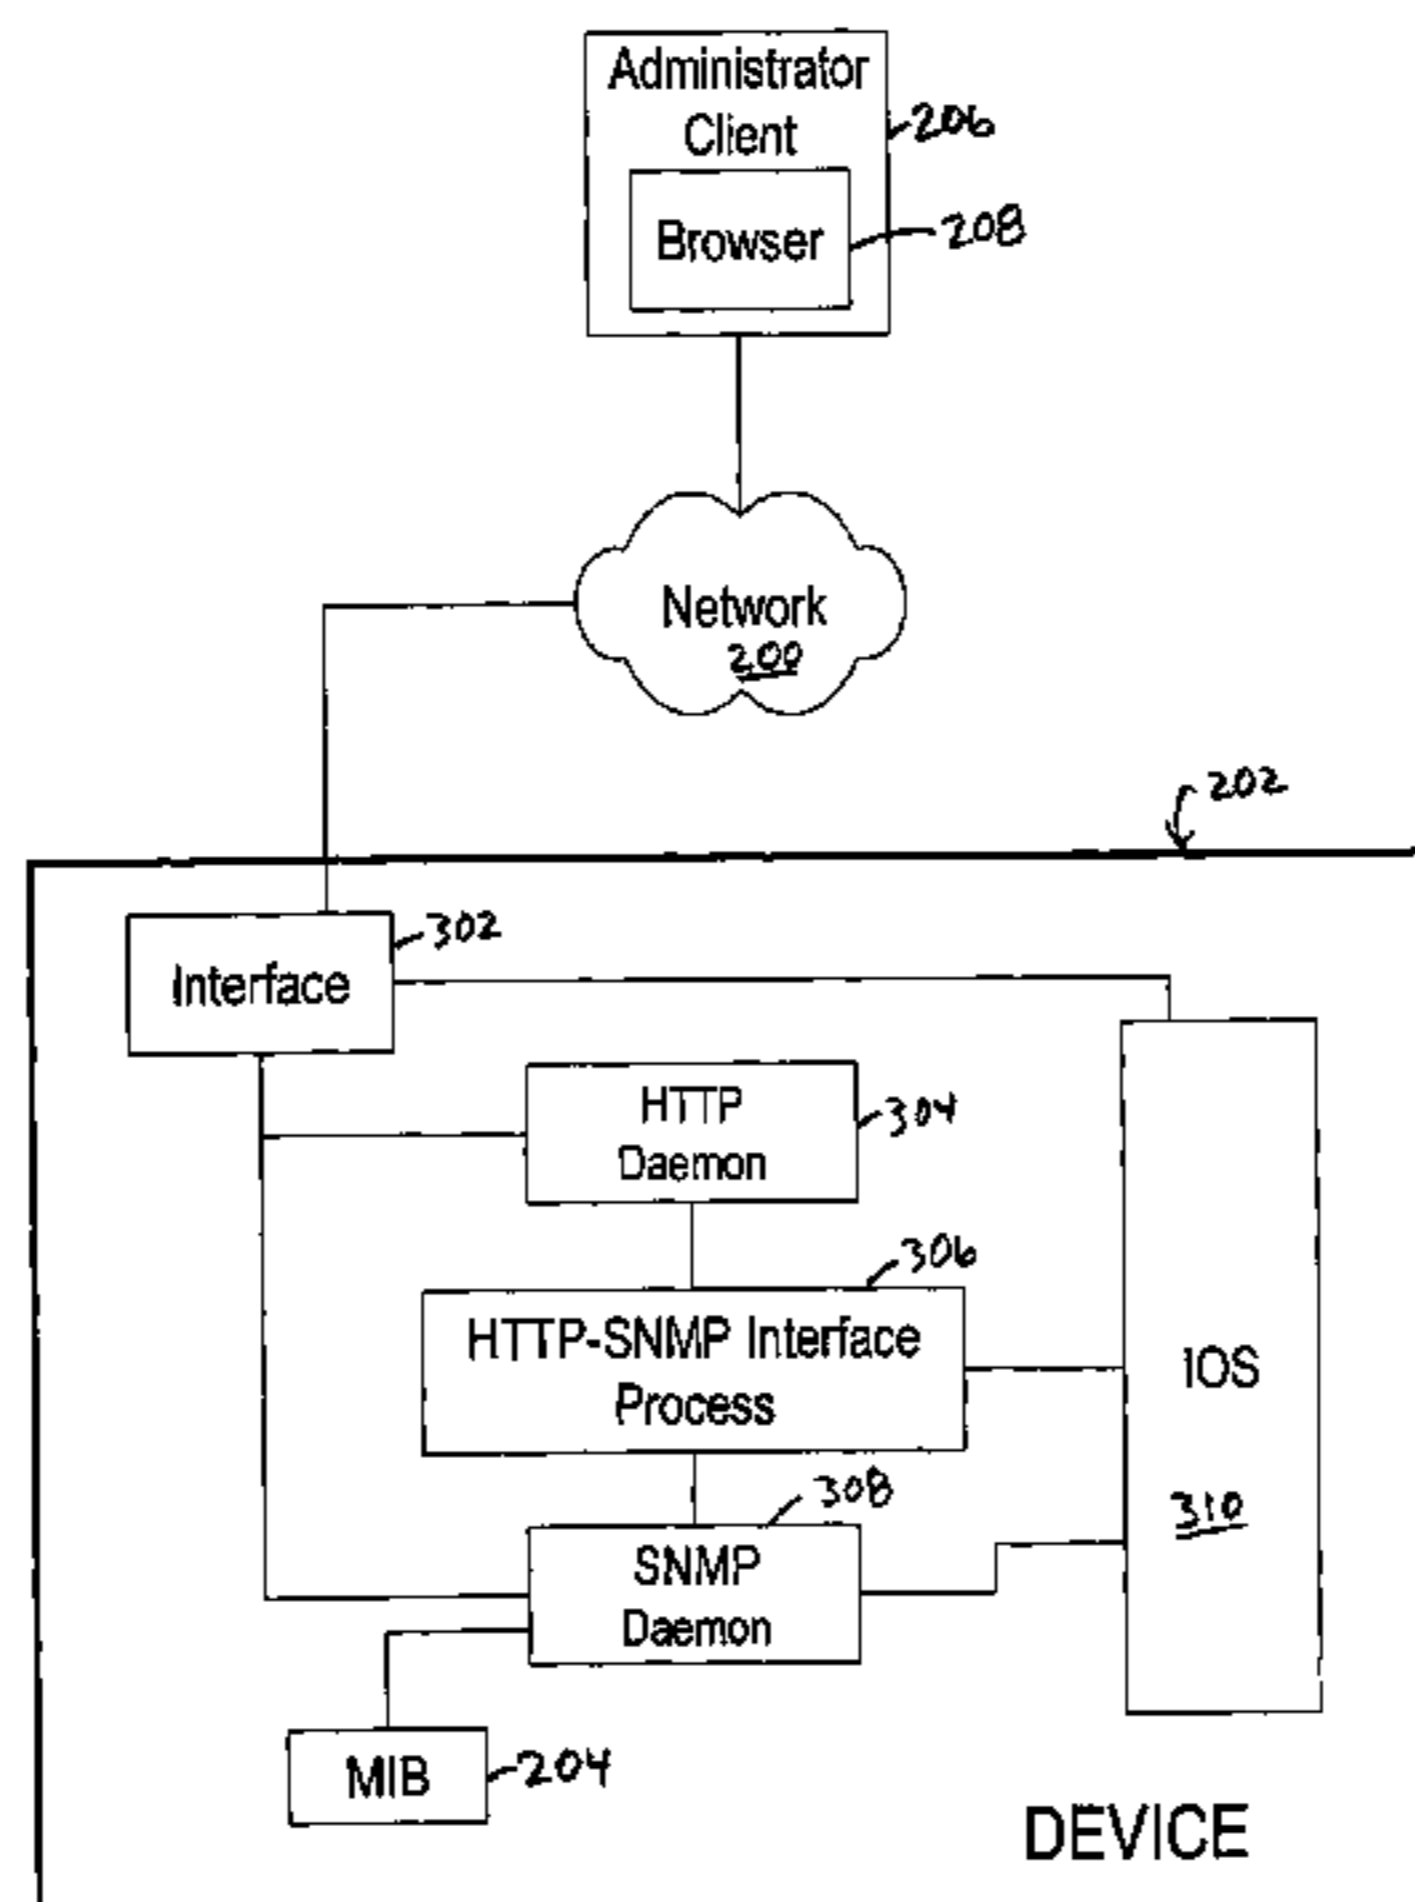 Administrator
Client
206
Browser
208
Network
200
202
302
Interface
HTTP
Daemon
304
306
HTTP-SNMP Interface
Process
IOS
310
308
SNMP
Daemon
MIB
204
DEVICE